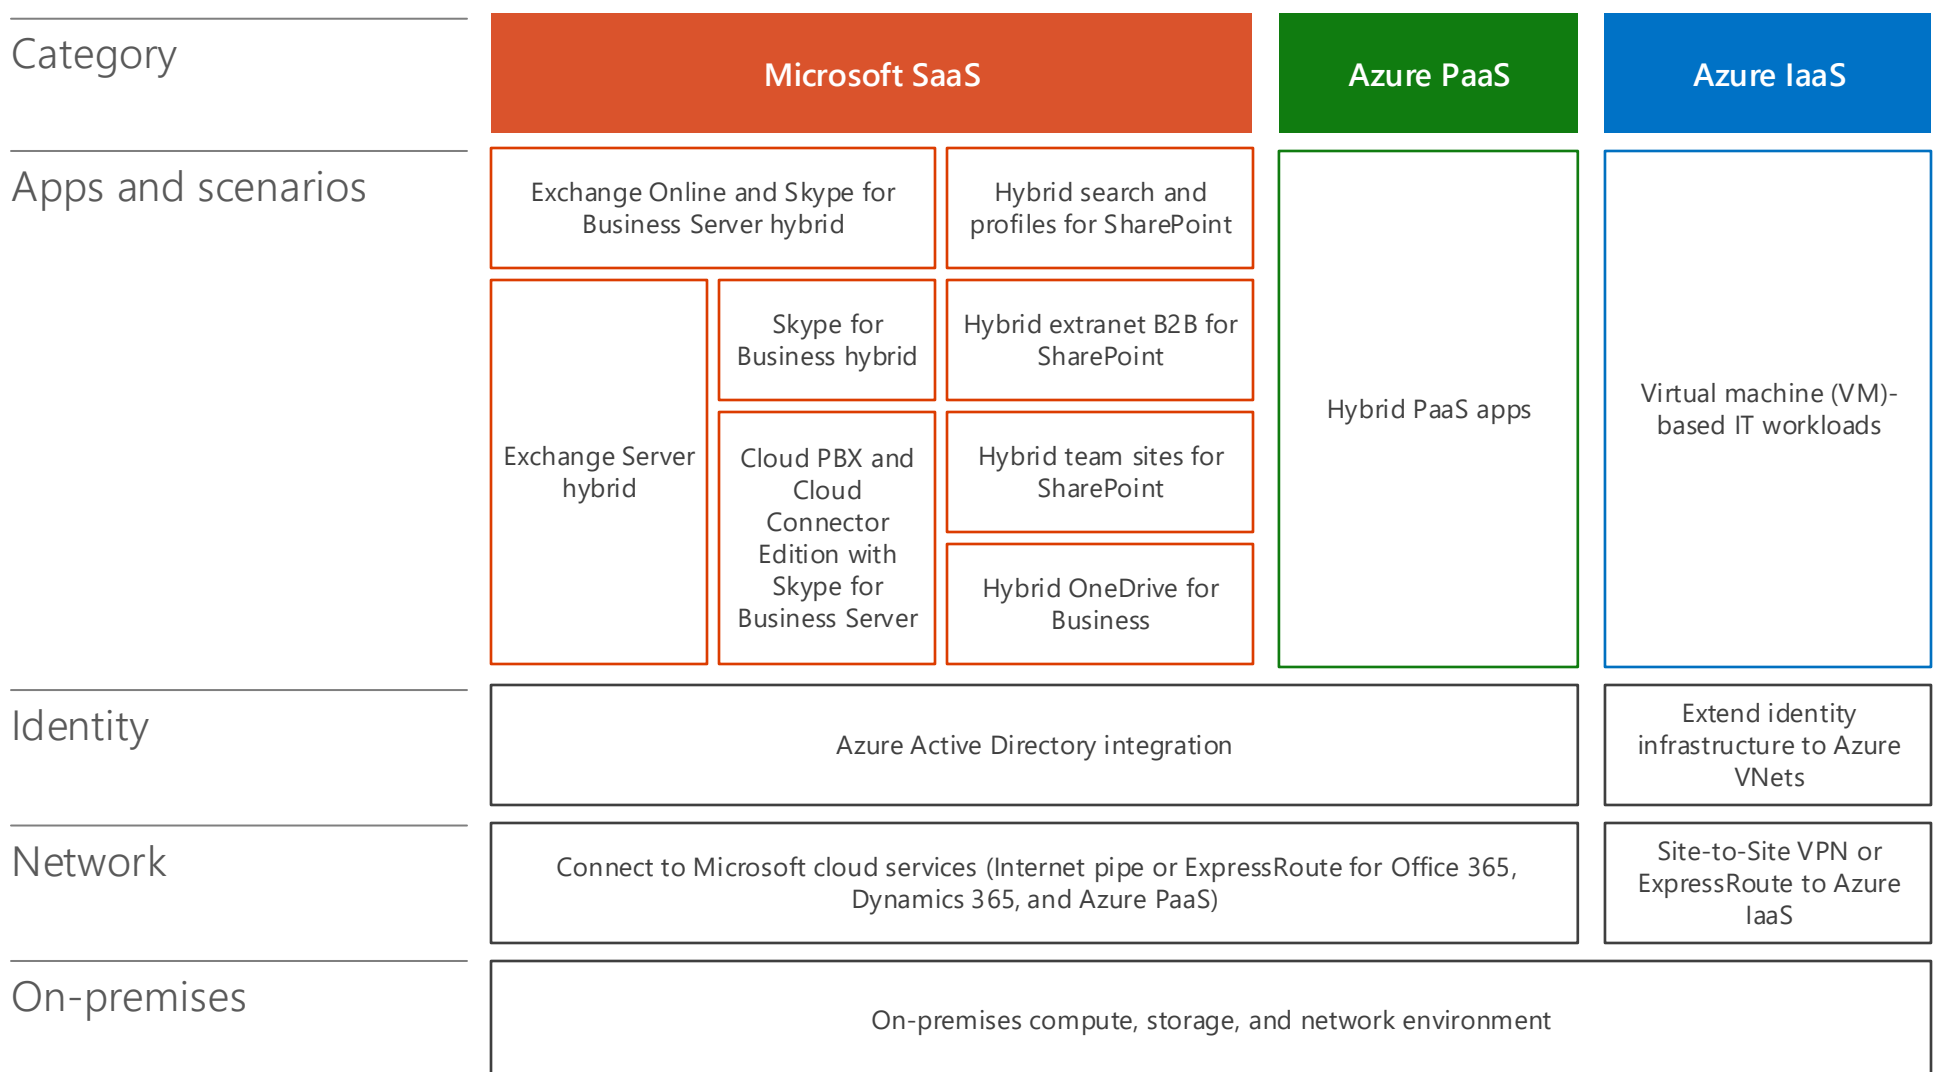 Category
Microsoft SaaS
Azure PaaS
Azure IaaS
Apps and scenarios
Exchange Online and Skype for
Business Server hybrid
Hybrid search and
profiles for SharePoint
Exchange Server
hybrid
Skype for
Business hybrid
Hybrid extranet B2B for
SharePoint
Cloud PBX and
Cloud
Connector
Edition with
Skype for
Business Server
Hybrid team sites for
SharePoint
Hybrid OneDrive for
Business
Hybrid PaaS apps
Virtual machine (VM)-
based IT workloads
Identity
Azure Active Directory integration
Extend identity
infrastructure to Azure
VNets
Network
Connect to Microsoft cloud services (Internet pipe or ExpressRoute for Office 365,
Dynamics 365, and Azure PaaS)
Site-to-Site VPN or
ExpressRoute to Azure
IaaS
On-premises
On-premises compute, storage, and network environment